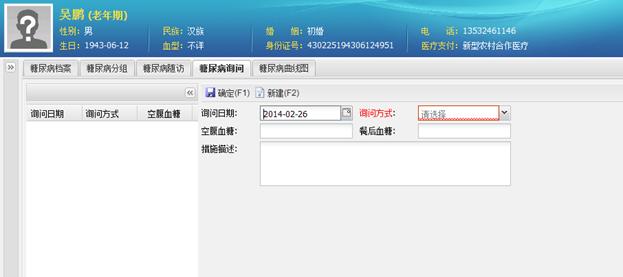 吴鹏 (老年期)
性别: 男 民族: 汉族 婚 姻: 初婚 电 话: 13532461146
生日: 1943-06-12 血型: 不详 身份证号: 430225194306124951 医疗支付: 新型农村合作医疗
糖尿病档案 糖尿病分组 糖尿病随访 糖尿病询问 糖尿病曲线图
确定(F1) 新建(F2)
询问日期 询问方式 空腹血糖
询问日期: 2014-02-26 询问方式: 请选择
空腹血糖: 餐后血糖:
措施描述: